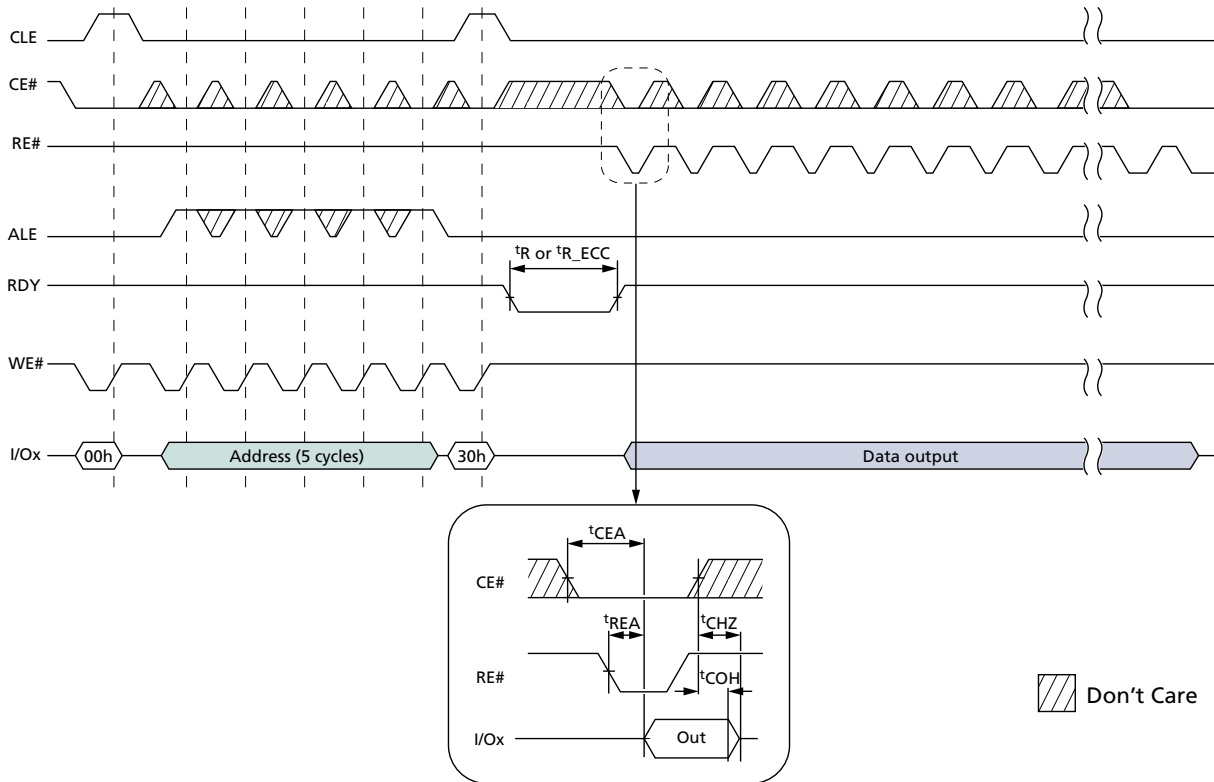 CLE
CE#
RE#
ALE
tR or tR_ECC
RDY
WE#
I/Ox
00h
Address (5 cycles)
30h
Data output
tCEA
CE#
tREA
tCHZ
RE#
tCOH
I/Ox
Out
Don't Care